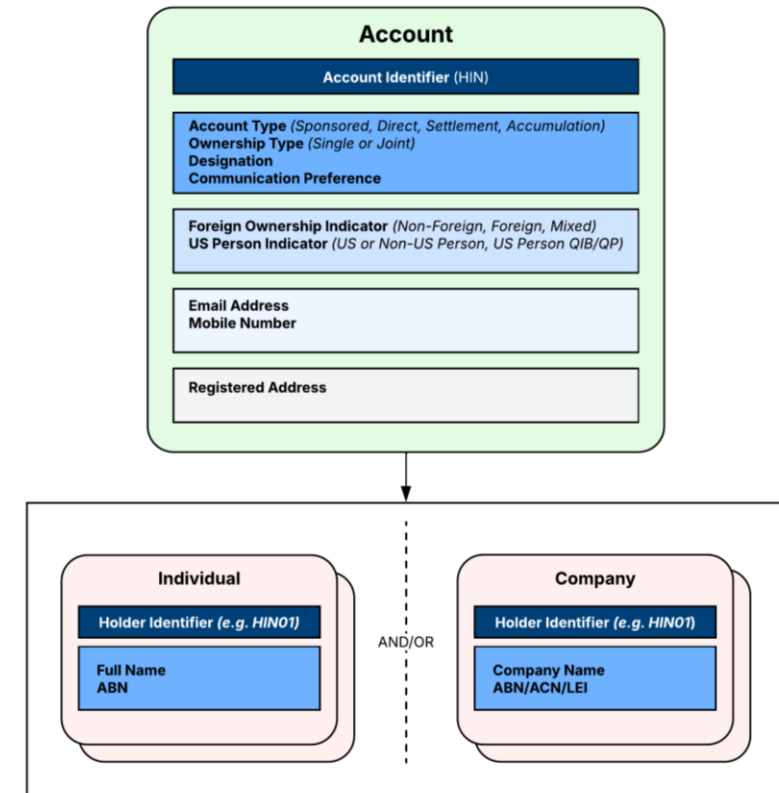 Account
Account Identifier (HIN)
Account Type (Sponsored, Direct, Settlement, Accumulation)
Ownership Type (Single or Joint)
Designation
Communication Preference
Foreign Ownership Indicator (Non-Foreign, Foreign, Mixed)
US Person Indicator (US or Non-US Person, US Person QIB/QP)
Email Address
Mobile Number
Registered Address
Individual
Holder Identifier (e.g. HIN01)
Full Name
ABN
AND/OR
Company
Holder Identifier (e.g. HIN01)
Company Name
ABN/ACN/LEI